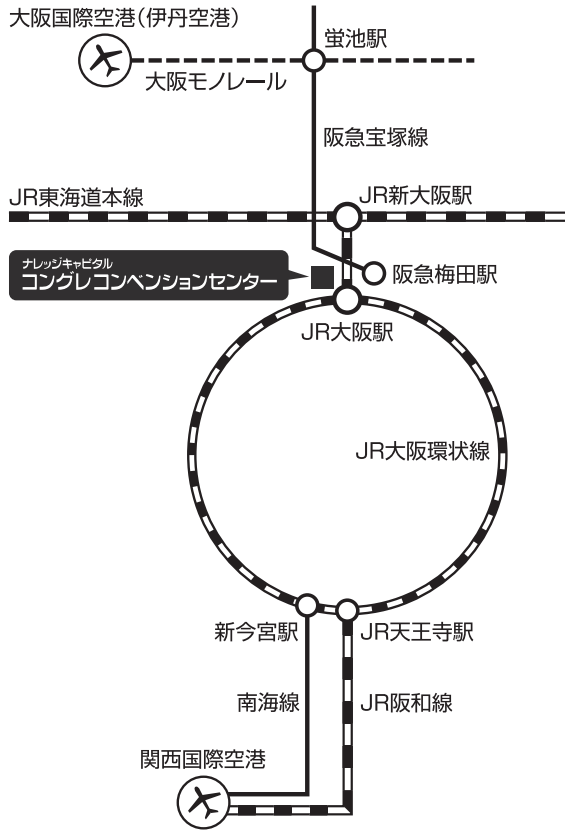 大阪国際空港（伊丹空港）
蛍池駅
大阪モノレール
阪急宝塚線
JR東海道本線
JR新大阪駅
ナレッジキャピタル
コングレコンベンションセンター
阪急梅田駅
JR大阪駅
JR大阪環状線
新今宮駅
JR天王寺駅
南海線
JR阪和線
関西国際空港